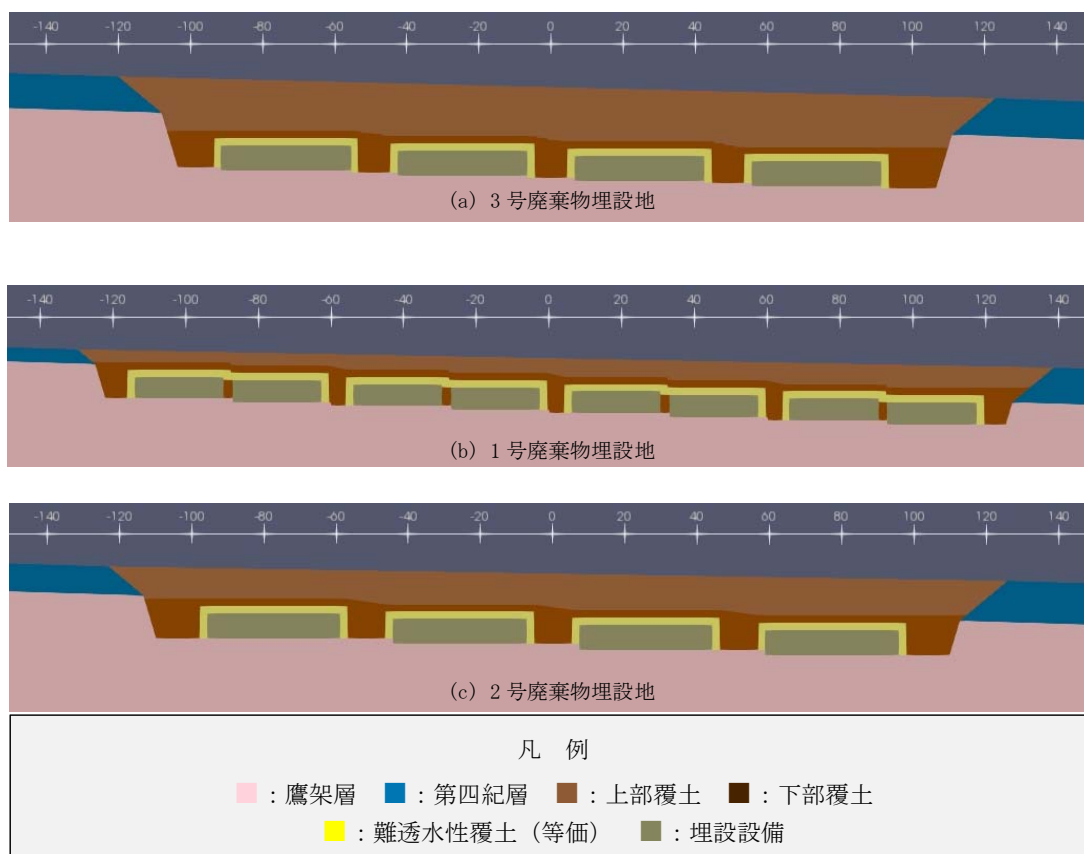 -140 -120 -100 -80 -60 -40 -20 0 20 40 60 80 100 120 140
(a) 3号廃棄物埋設地
-140 -120 -100 -80 -60 -40 -20 0 20 40 60 80 100 120 140
(b) 1号廃棄物埋設地
-140 -120 -100 -80 -60 -40 -20 0 20 40 60 80 100 120 140
(c) 2号廃棄物埋設地
凡 例
:鷹架層 :第四紀層 :上部覆土 :下部覆土
:難透水性覆土(等価) :埋設設備